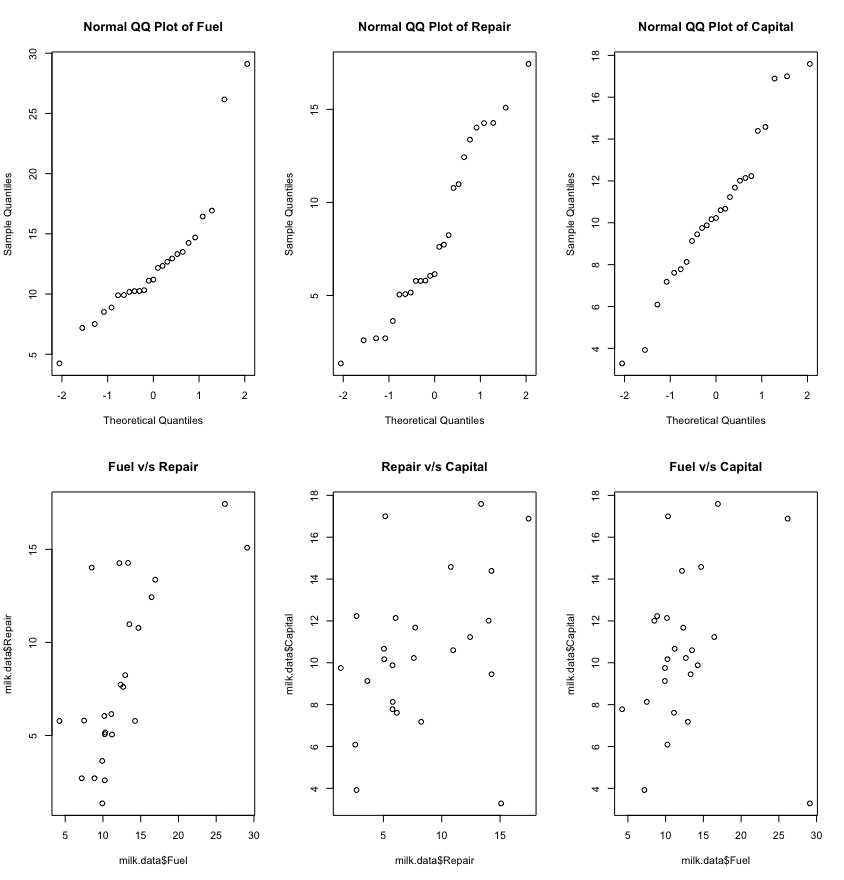 Normal QQ Plot of Fuel
Sample Quantiles
30
25
20
15
10
5
-2 -1 0 1 2
Theoretical Quantiles
Normal QQ Plot of Repair
Sample Quantiles
15
10
5
-2 -1 0 1 2
Theoretical Quantiles
Normal QQ Plot of Capital
Sample Quantiles
18
16
14
12
10
8
6
4
-2 -1 0 1 2
Theoretical Quantiles
Fuel v/s Repair
milk.data$Repair
15
10
5
5 10 15 20 25 30
milk.data$Fuel
Repair v/s Capital
milk.data$Capital
18
16
14
12
10
8
6
4
5 10 15
milk.data$Repair
Fuel v/s Capital
milk.data$Capital
18
16
14
12
10
8
6
4
5 10 15 20 25 30
milk.data$Fuel